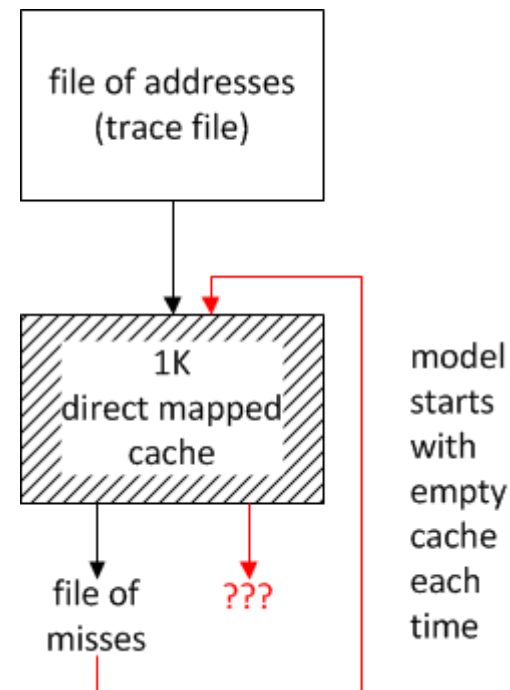 file of addresses
(trace file)
1K
direct mapped
cache
model
starts
with
empty
cache
each
time
file of
misses
???